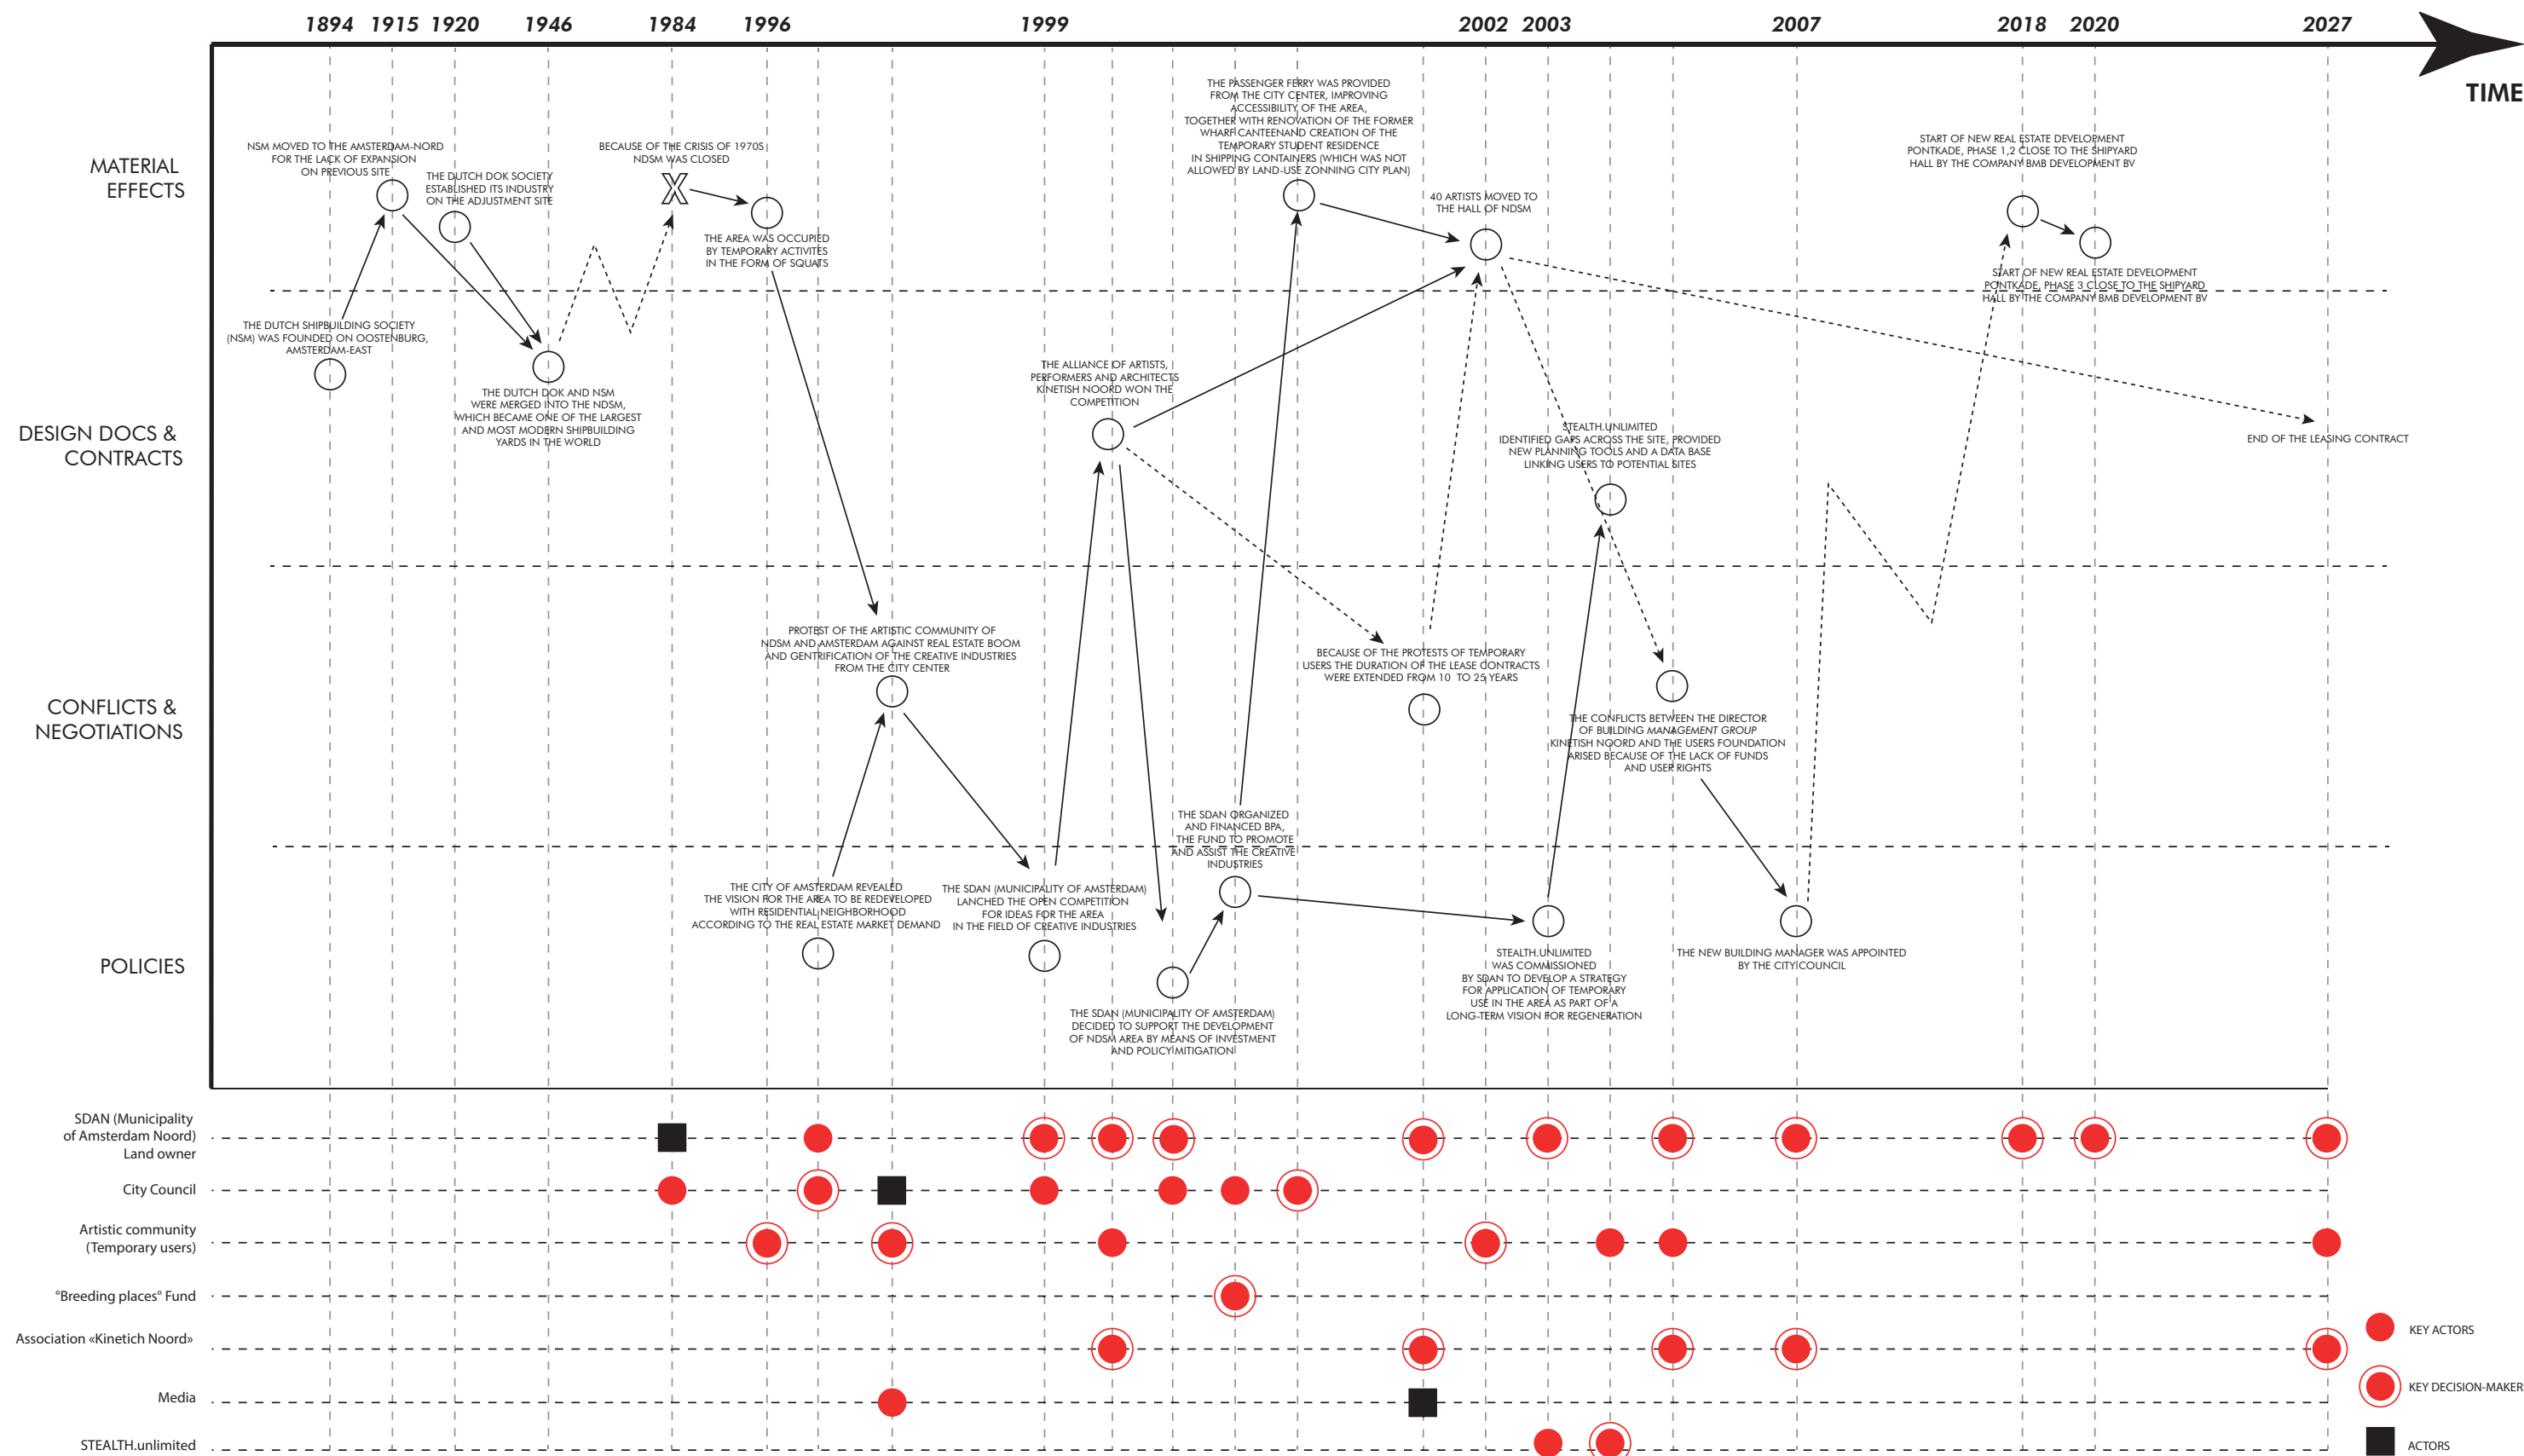 1894 1915 1920 1946 1984 1996 1999 2002 2003 2007 2018 2020 2027
TIME
MATERIAL
EFFECTS
NSM MOVED TO THE AMSTERDAM-NORD
FOR THE LACK OF EXPANSION
ON PREVIOUS SITE
THE DUTCH DOK SOCIETY
ESTABLISHED ITS INDUSTRY
ON THE ADJUSTMENT SITE
BECAUSE OF THE CRISIS OF 1970S
NDSM WAS CLOSED
X
THE AREA WAS OCCUPIED
BY TEMPORARY ACTIVITES
IN THE FORM OF SQUATS
THE PASSENGER FERRY WAS PROVIDED
FROM THE CITY CENTER, IMPROVING
ACCESSIBILITY OF THE AREA,
TOGETHER WITH RENOVATION OF THE FORMER
WHARF CANTEENAND CREATION OF THE
TEMPORARY STUDENT RESIDENCE
IN SHIPPING CONTAINERS (WHICH WAS NOT
ALLOWED BY LAND-USE ZONNING CITY PLAN)
40 ARTISTS MOVED TO
THE HALL OF NDSM
START OF NEW REAL ESTATE DEVELOPMENT
PONTKADE, PHASE 1,2 CLOSE TO THE SHIPYARD
HALL BY THE COMPANY BMB DEVELOPMENT BV
START OF NEW REAL ESTATE DEVELOPMENT
PONTKADE, PHASE 3 CLOSE TO THE SHIPYARD
HALL BY THE COMPANY BMB DEVELOPMENT BV
DESIGN DOCS &
CONTRACTS
THE DUTCH SHIPBUILDING SOCIETY
(NSM) WAS FOUNDED ON OOSTENBURG,
AMSTERDAM-EAST
THE DUTCH DOK AND NSM
WERE MERGED INTO THE NDSM,
WHICH BECAME ONE OF THE LARGEST
AND MOST MODERN SHIPBUILDING
YARDS IN THE WORLD
THE ALLIANCE OF ARTISTS,
PERFORMERS AND ARCHITECTS
KINETISH NOORD WON THE
COMPETITION
STEALTH.UNLIMITED
IDENTIFIED GAPS ACROSS THE SITE, PROVIDED
NEW PLANNING TOOLS AND A DATA BASE
LINKING USERS TO POTENTIAL SITES
END OF THE LEASING CONTRACT
CONFLICTS &
NEGOTIATIONS
PROTEST OF THE ARTISTIC COMMUNITY OF
NDSM AND AMSTERDAM AGAINST REAL ESTATE BOOM
AND GENTRIFICATION OF THE CREATIVE INDUSTRIES
FROM THE CITY CENTER
BECAUSE OF THE PROTESTS OF TEMPORARY
USERS THE DURATION OF THE LEASE CONTRACTS
WERE EXTENDED FROM 10 TO 25 YEARS
THE CONFLICTS BETWEEN THE DIRECTOR
OF BUILDING MANAGEMENT GROUP
KINETISH NOORD AND THE USERS FOUNDATION
ARISED BECAUSE OF THE LACK OF FUNDS
AND USER RIGHTS
POLICIES
THE CITY OF AMSTERDAM REVEALED
THE VISION FOR THE AREA TO BE REDEVELOPED
WITH RESIDENTIAL NEIGHBORHOOD
ACCORDING TO THE REAL ESTATE MARKET DEMAND
THE SDAN (MUNICIPALITY OF AMSTERDAM)
LANCHED THE OPEN COMPETITION
FOR IDEAS FOR THE AREA
IN THE FIELD OF CREATIVE INDUSTRIES
THE SDAN ORGANIZED
AND FINANCED BPA,
THE FUND TO PROMOTE
AND ASSIST THE CREATIVE
INDUSTRIES
THE SDAN (MUNICIPALITY OF AMSTERDAM)
DECIDED TO SUPPORT THE DEVELOPMENT
OF NDSM AREA BY MEANS OF INVESTMENT
AND POLICY MITIGATION
STEALTH.UNLIMITED
WAS COMMISSIONED
BY SDAN TO DEVELOP A STRATEGY
FOR APPLICATION OF TEMPORARY
USE IN THE AREA AS PART OF A
LONG-TERM VISION FOR REGENERATION
THE NEW BUILDING MANAGER WAS APPOINTED
BY THE CITY COUNCIL
SDAN (Municipality
of Amsterdam Noord)
Land owner
City Council
Artistic community
(Temporary users)
°Breeding places° Fund
Association «Kinetich Noord»
Media
STEALTH.unlimited
KEY ACTORS
KEY DECISION-MAKER
ACTORS